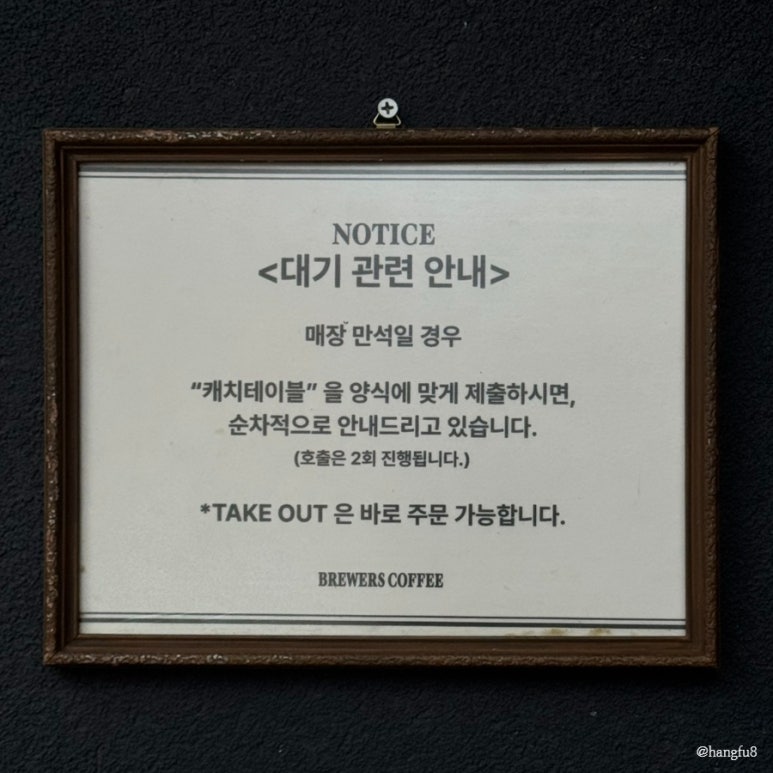 NOTICE
<대기 관련 안내>
매장 만석일 경우
“캐치테이블” 을 양식에 맞게 제출하시면,
순차적으로 안내드리고 있습니다.
(호출은 2회 진행됩니다.)
*TAKE OUT 은 바로 주문 가능합니다.
BREWERS COFFEE
@hangfu8